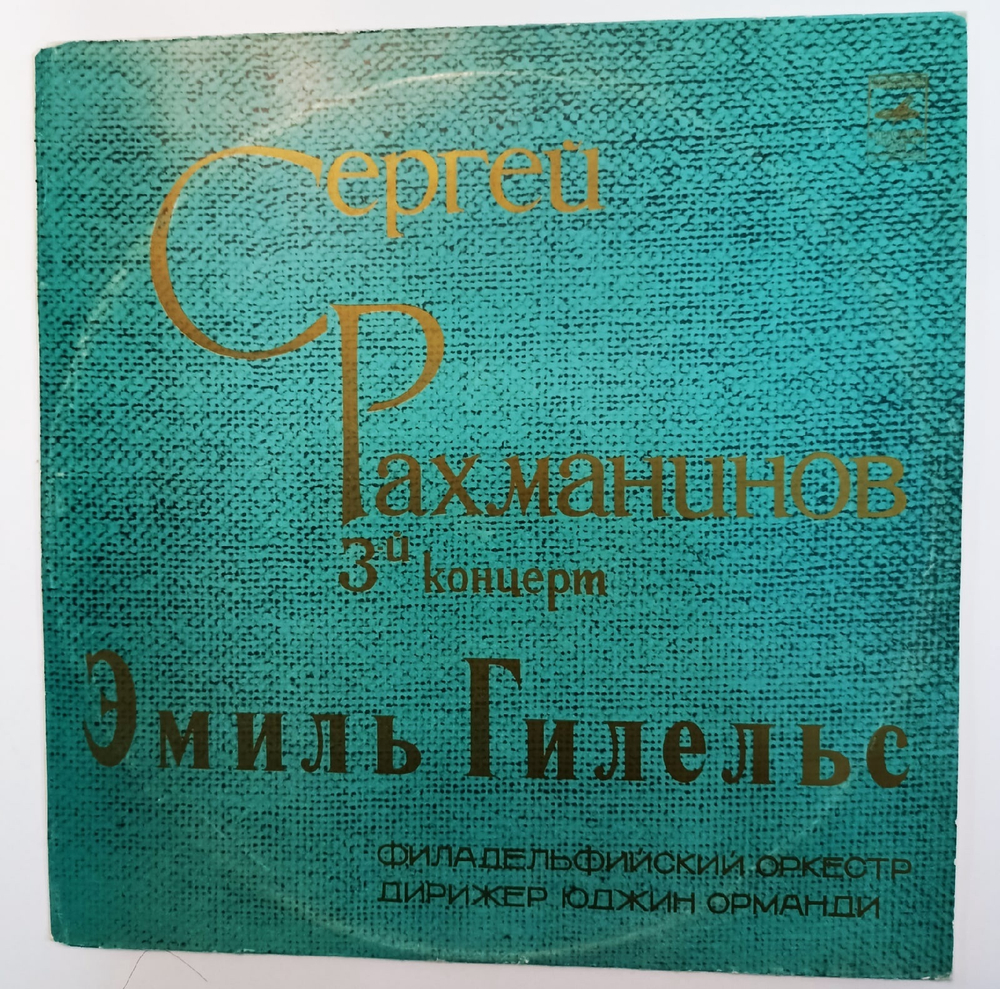 Сергей
Рахманинов
3й концерт
Эмиль Гилельс
ФИЛАДЕЛЬФИЙСКИЙ ОРКЕСТР
ДИРИЖЕР ЮДЖИН ОРМАНДИ